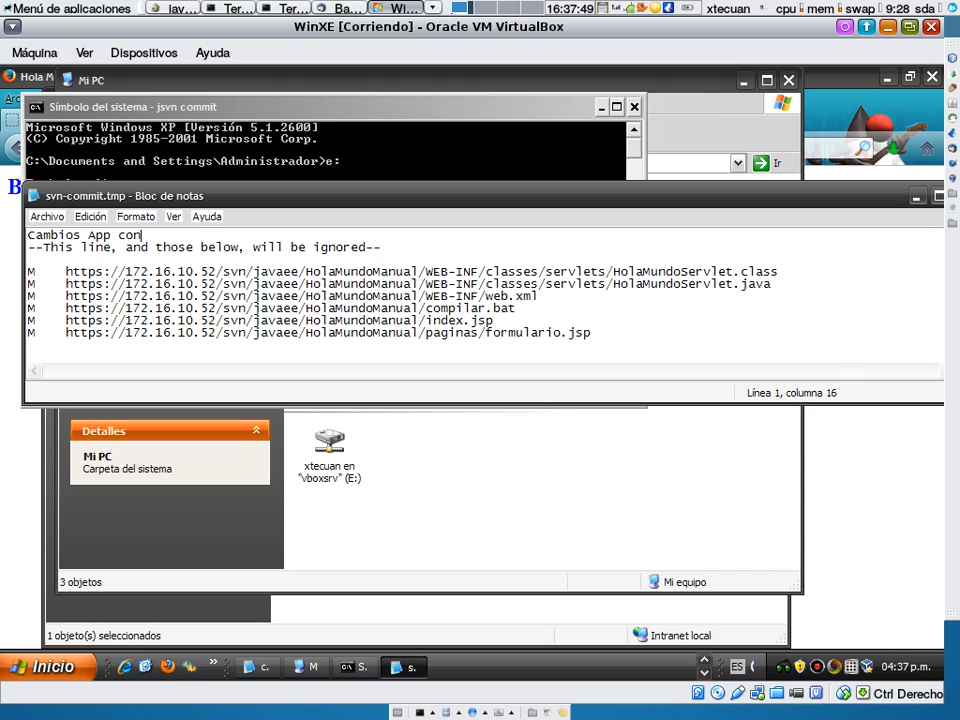 Menú de aplicaciones
Jav...
Ter...
Ter...
Ba...
Wi...
16:37:49
xtecuan
cpu
mem
swap
9:28
sda
WinXE [Corriendo] - Oracle VM VirtualBox
Máquina
Ver
Dispositivos
Ayuda
Hola M
Mi PC
Arc
Símbolo del sistema - jsvn commit
Microsoft Windows XP [Versión 5.1.2600]
(C) Copyright 1985-2001 Microsoft Corp.
C:\Documents and Settings\Administrador>e:
Ir
B
svn-commit.tmp - Bloc de notas
Archivo Edición Formato Ver Ayuda
Cambios App con
--This line, and those below, will be ignored--
M https://172.16.10.52/svn/javaee/HolaMundoManual/WEB-INF/classes/servlets/HolaMundoServlet.class
M https://172.16.10.52/svn/javaee/HolaMundoManual/WEB-INF/classes/servlets/HolaMundoServlet.java
M https://172.16.10.52/svn/javaee/HolaMundoManual/WEB-INF/web.xml
M https://172.16.10.52/svn/javaee/HolaMundoManual/compilar.bat
M https://172.16.10.52/svn/javaee/HolaMundoManual/index.jsp
M https://172.16.10.52/svn/javaee/HolaMundoManual/paginas/formulario.jsp
Línea 1, columna 16
Detalles
Mi PC
Carpeta del sistema
xtecuan en
"vboxsrv" (E:)
3 objetos
Mi equipo
1 objeto(s) seleccionados
Intranet local
Inicio
»
c.
M
S.
s.
ES
04:37 p.m.
Ctrl Derecho